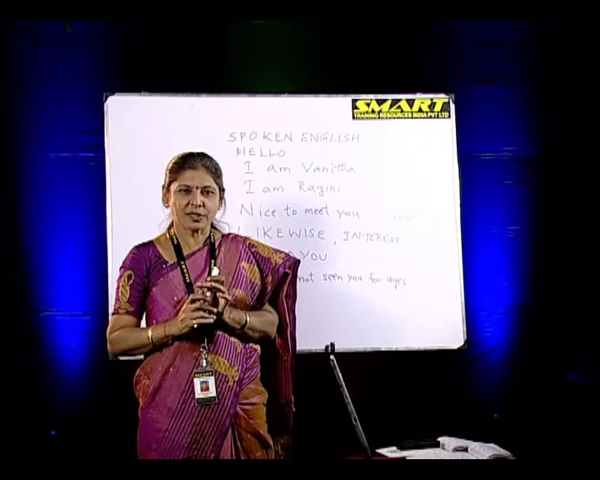 SMART
TRAINING RESOURCES INDIA PVT LTD
SPOKEN ENGLISH
HELLO
I am Vanitha
I am Ragini
Nice to meet you
LIKEWISE, INTEREST
YOU
not seen you for ages